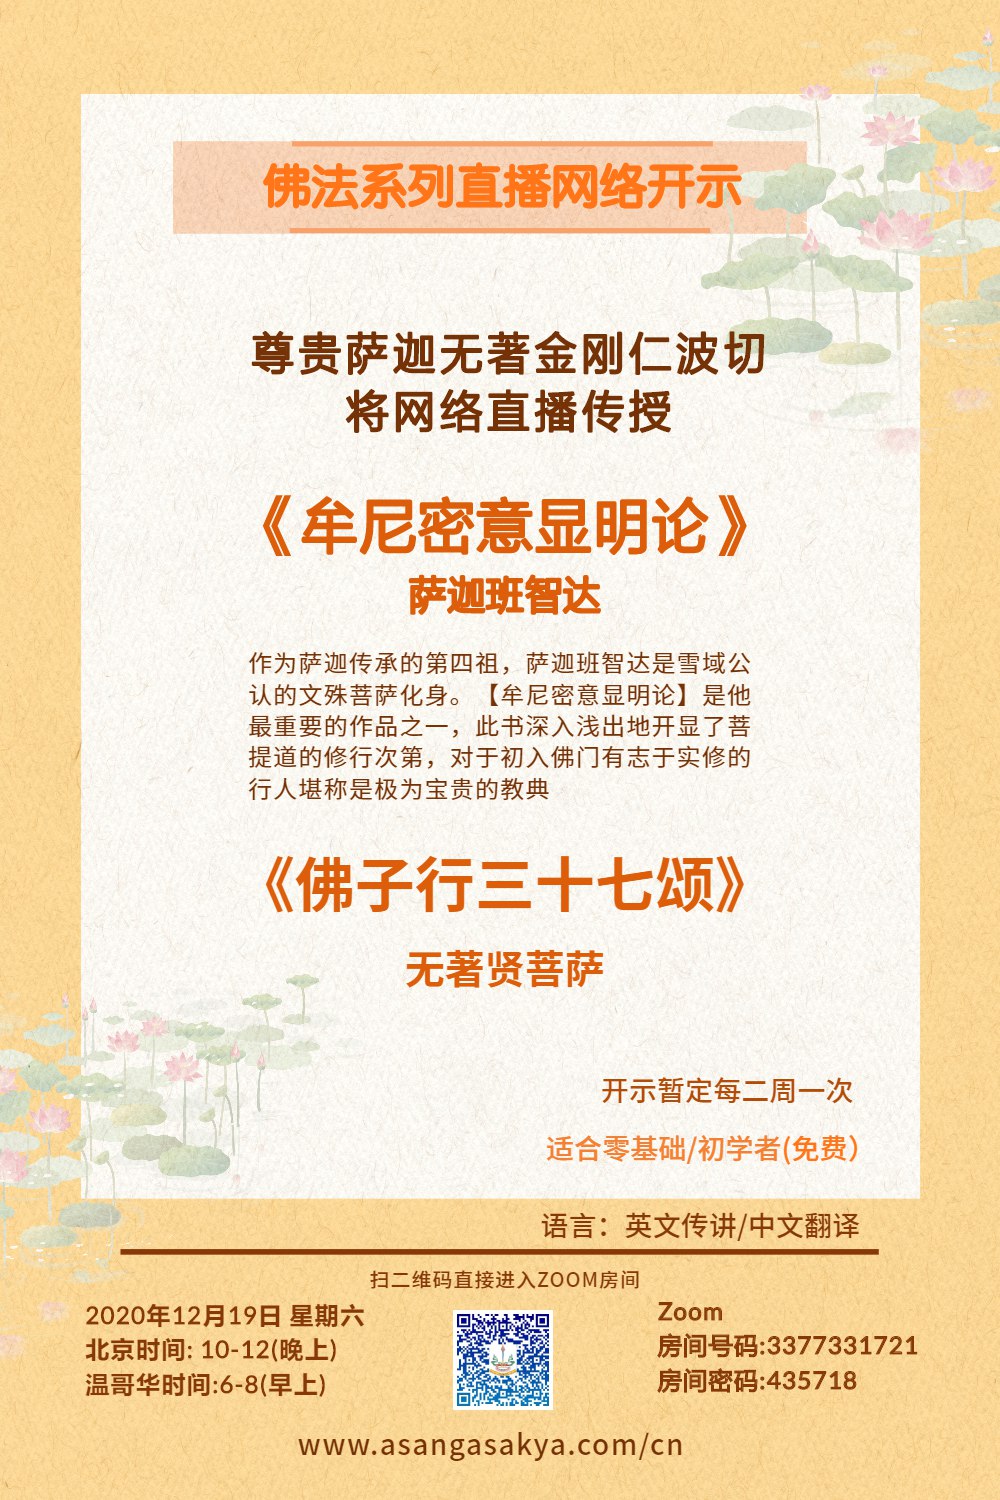 佛法系列直播网络开示
尊贵萨迦无著金刚仁波切
将网络直播传授
《牟尼密意显明论》
萨迦班智达
作为萨迦传承的第四祖，萨迦班智达是雪域公
认的文殊菩萨化身。【牟尼密意显明论】是他
最重要的作品之一，此书深入浅出地开显了菩
提道的修行次第，对于初入佛门有志于实修的
行人堪称是极为宝贵的教典
《佛子行三十七颂》
无著贤菩萨
开示暂定每二周一次
适合零基础/初学者(免费）
语言：英文传讲/中文翻译
扫二维码直接进入ZOOM房间
2020年12月19日 星期六
北京时间: 10-12(晚上)
温哥华时间:6-8(早上)
Zoom
房间号码:3377331721
房间密码:435718
www.asangasakya.com/cn